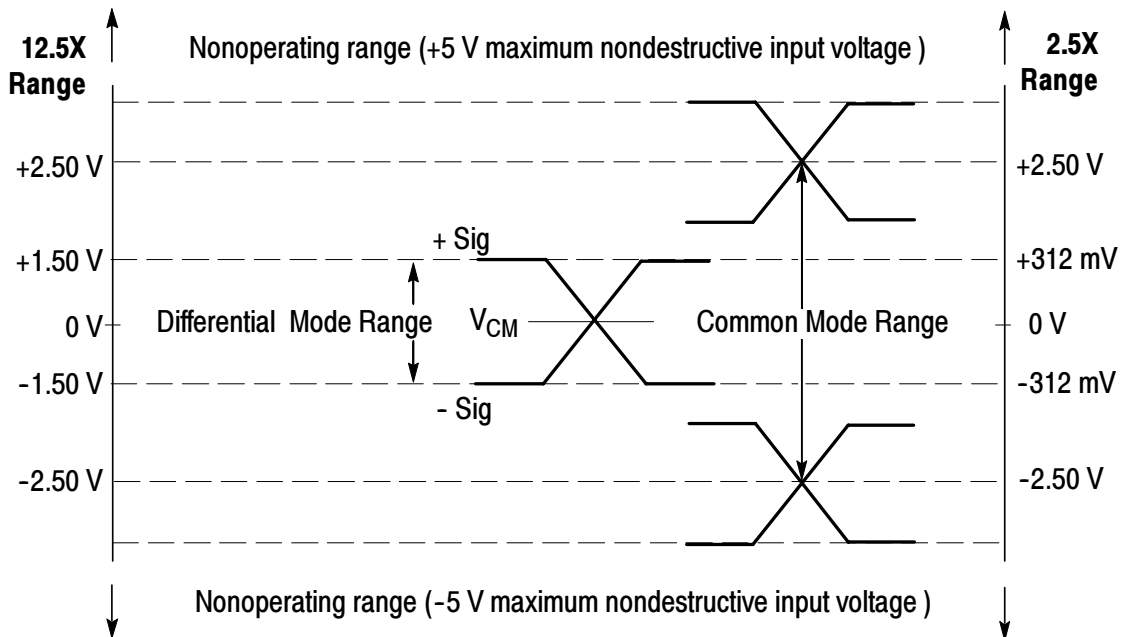 12.5X
Range
Nonoperating range (+5 V maximum nondestructive input voltage )
2.5X
Range
+2.50 V
+2.50 V
+ Sig
+1.50 V
+312 mV
0 V
Differential Mode Range
VCM
Common Mode Range
0 V
-1.50 V
-312 mV
- Sig
-2.50 V
-2.50 V
Nonoperating range (-5 V maximum nondestructive input voltage )